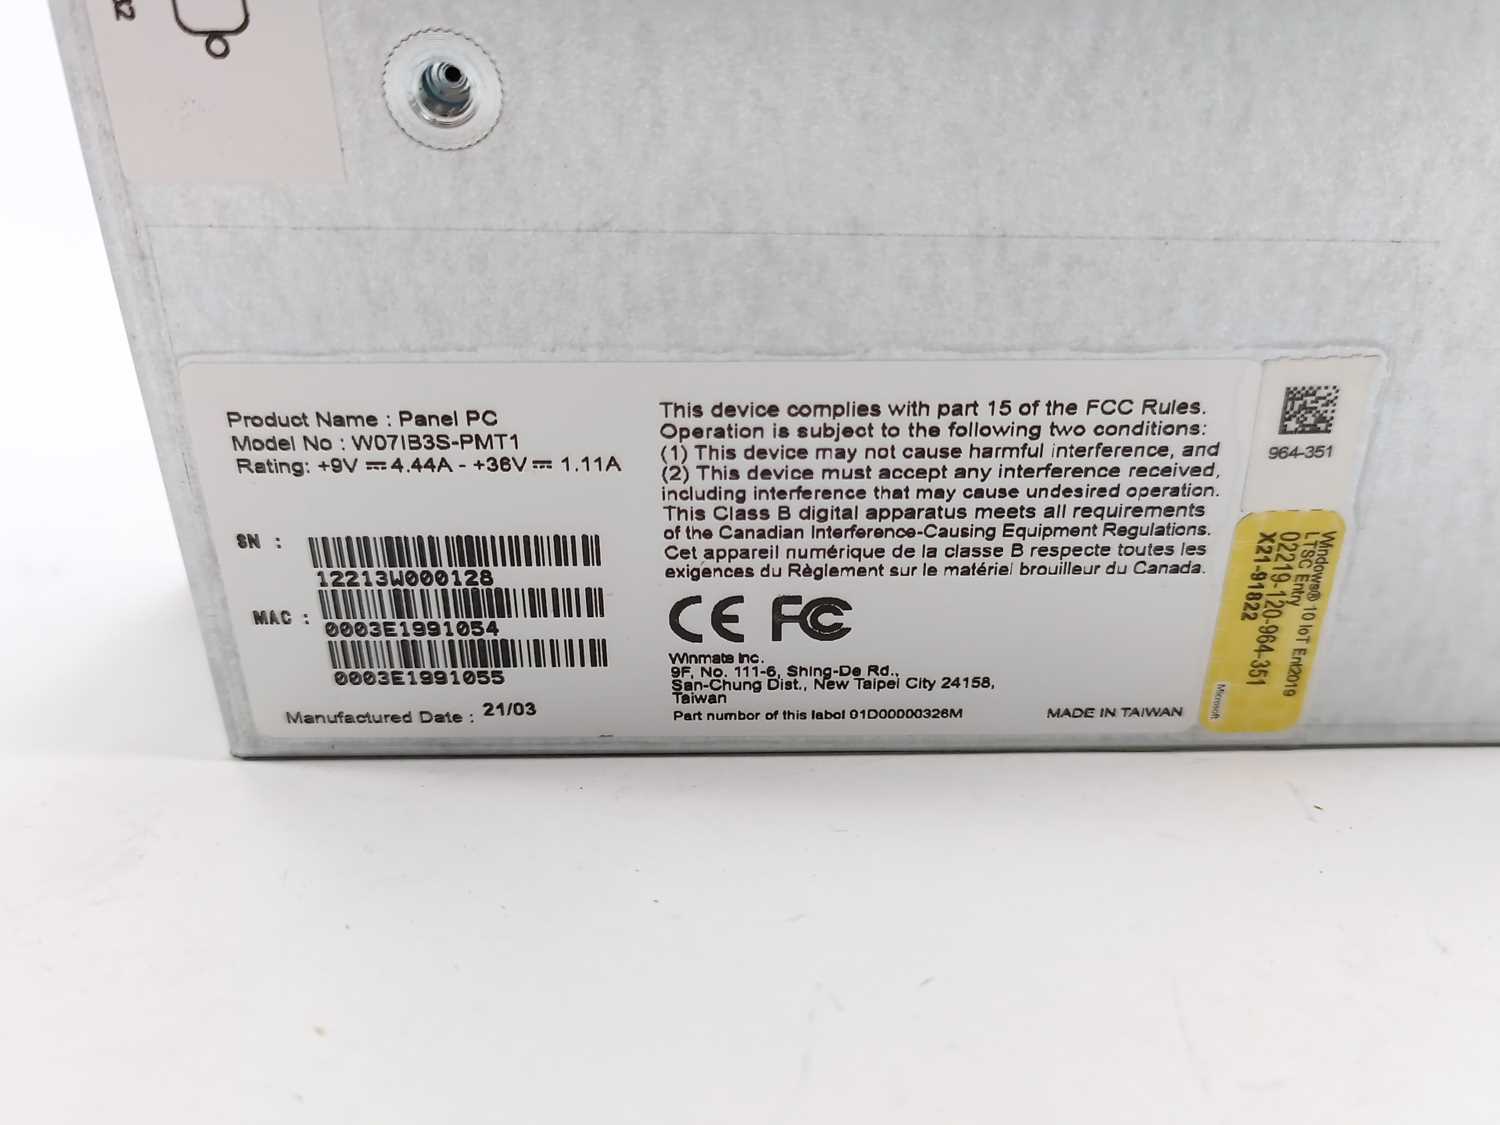 Product Name : Panel PC
Model No : W07IB3S-PMT1
Rating: +9V ⎓ 4.44A - +36V ⎓ 1.11A
SN :
12213W000128
MAC :
0003E1991054
0003E1991055
Manufactured Date : 21/03
This device complies with part 15 of the FCC Rules.
Operation is subject to the following two conditions:
(1) This device may not cause harmful interference, and
(2) This device must accept any interference received,
including interference that may cause undesired operation.
This Class B digital apparatus meets all requirements
of the Canadian Interference-Causing Equipment Regulations.
Cet appareil numérique de la classe B respecte toutes les
exigences du Règlement sur le matériel brouilleur du Canada.
CE FC
Winmate Inc.
9F, No. 111-6, Shing-De Rd.,
San-Chung Dist., New Taipei City 24158,
Taiwan
Part number of this label 01D00000326M
MADE IN TAIWAN
964-351
Windows® 10 IoT Ent2019
LTSC Entry
02219-120-964-351
X21-91822
Microsoft